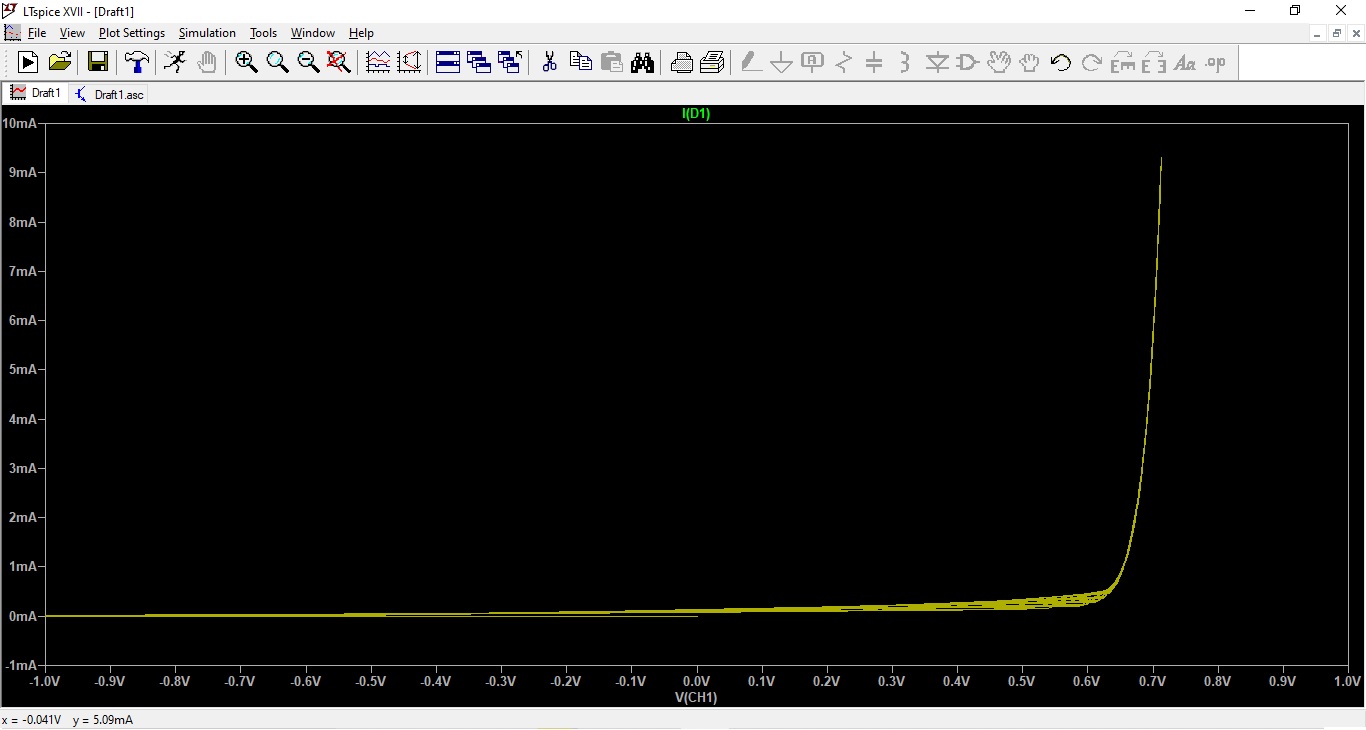 LTspice XVII - [Draft1]
File View Plot Settings Simulation Tools Window Help
Aa .op
Draft1 Draft1.asc
I(D1)
10mA
9mA
8mA
7mA
6mA
5mA
4mA
3mA
2mA
1mA
0mA
-1mA
-1.0V -0.9V -0.8V -0.7V -0.6V -0.5V -0.4V -0.3V -0.2V -0.1V 0.0V 0.1V 0.2V 0.3V 0.4V 0.5V 0.6V 0.7V 0.8V 0.9V 1.0V
V(CH1)
x = -0.041V y = 5.09mA